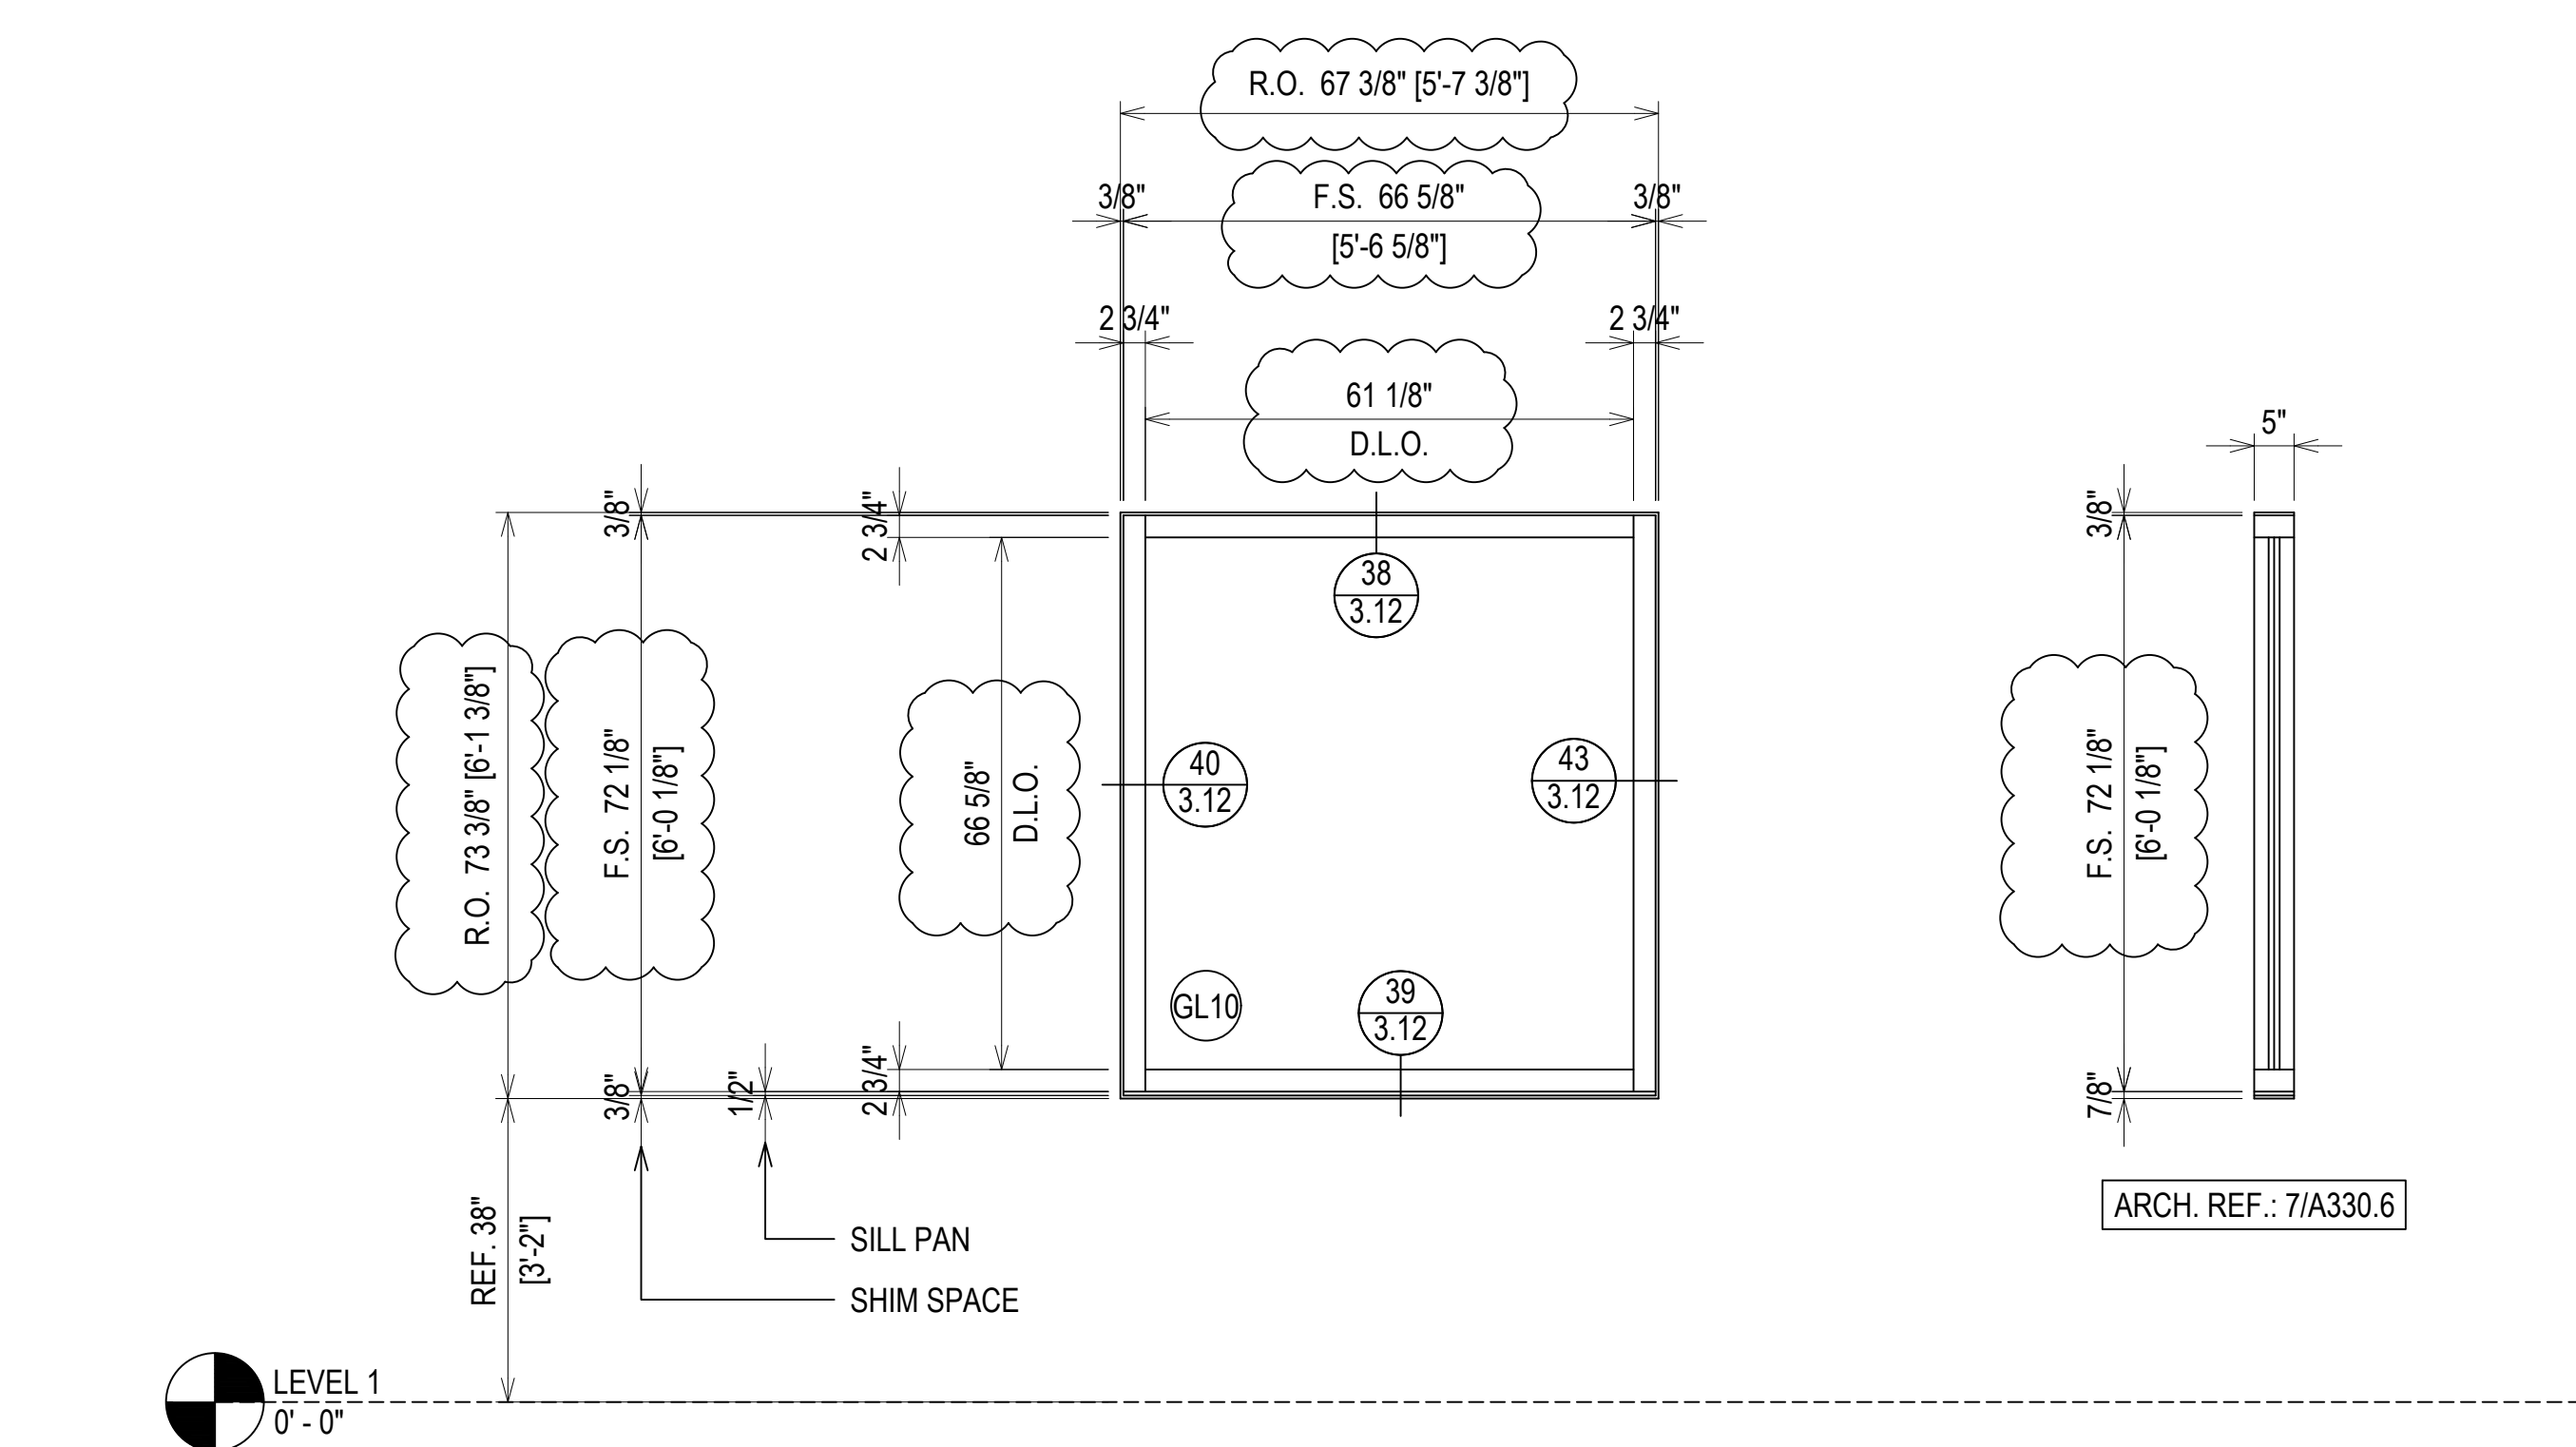 R.O. 67 3/8" [5'-7 3/8"]
3/8"
F.S. 66 5/8"
3/8"
[5'-6 5/8"]
2 3/4"
2 3/4"
61 1/8"
D.L.O.
5"
3/8"
2 3/4"
3/8"
38
3.12
R.O. 73 3/8" [6'-1 3/8"]
F.S. 72 1/8"
[6'-0 1/8"]
66 5/8"
D.L.O.
40
3.12
43
3.12
F.S. 72 1/8"
[6'-0 1/8"]
GL10
39
3.12
3/8"
1/2"
2 3/4"
7/8"
ARCH. REF.: 7/A330.6
REF. 38"
[3'-2"]
SILL PAN
SHIM SPACE
LEVEL 1
0' - 0"